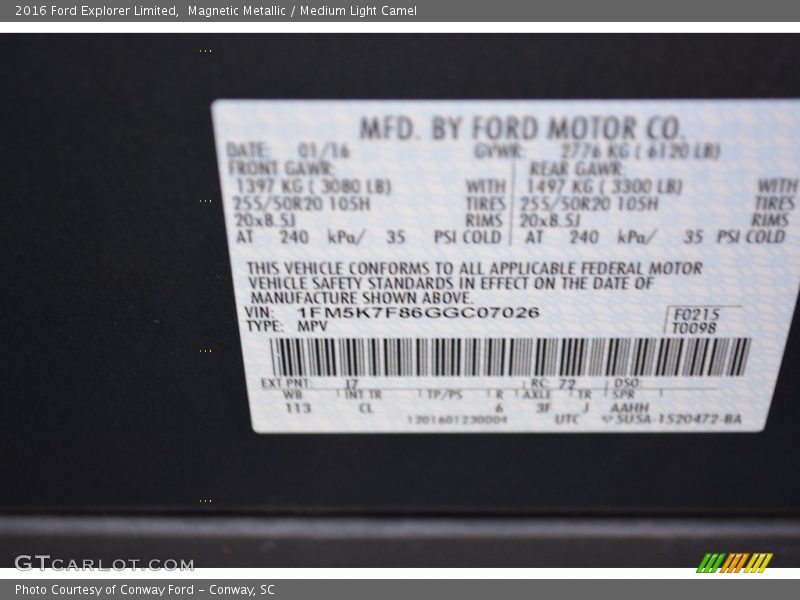 2016 Ford Explorer Limited,  Magnetic Metallic / Medium Light Camel
MFD. BY FORD MOTOR CO.
DATE: 01/16 GVWR: 2776 KG ( 6120 LB)
FRONT GAWR: REAR GAWR:
1397 KG ( 3080 LB) WITH 1497 KG ( 3300 LB) WITH
255/50R20 105H TIRES 255/50R20 105H TIRES
20x8.5J RIMS 20x8.5J RIMS
AT 240 kPa/ 35 PSI COLD AT 240 kPa/ 35 PSI COLD
THIS VEHICLE CONFORMS TO ALL APPLICABLE FEDERAL MOTOR
VEHICLE SAFETY STANDARDS IN EFFECT ON THE DATE OF
MANUFACTURE SHOWN ABOVE.
VIN: 1FM5K7F86GGC07026 F0215
TYPE: MPV T0098
EXT PNT: J7 RC: 72 DSO:
WB INT TR TP/PS R AXLE TR SPR
113 CL 6 3F J AAHH
1201601230004 UTC 5USA-1520472-BA
GTCARLOT.COM
Photo Courtesy of Conway Ford - Conway, SC